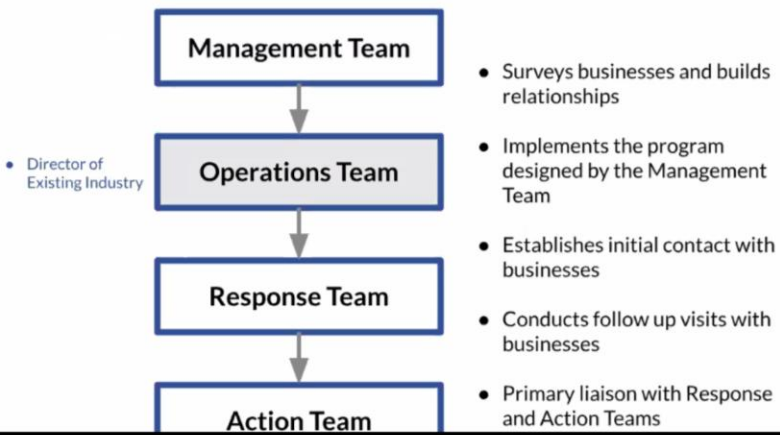 Management Team
• Director of
Existing Industry
Operations Team
Response Team
Action Team
• Surveys businesses and builds
relationships
• Implements the program
designed by the Management
Team
• Establishes initial contact with
businesses
• Conducts follow up visits with
businesses
• Primary liaison with Response
and Action Teams